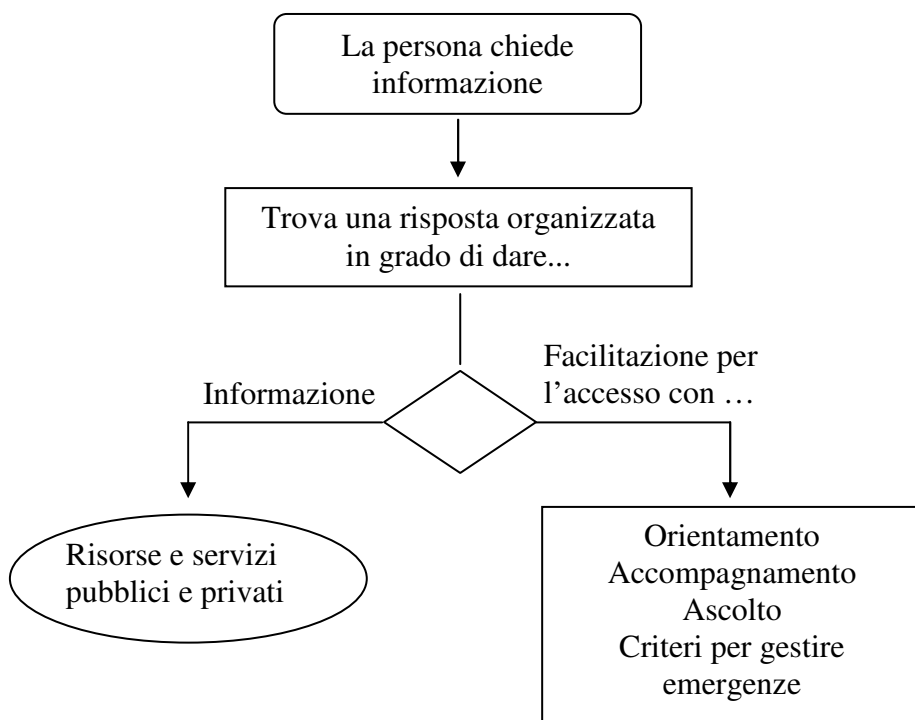 La persona chiede
informazione
Trova una risposta organizzata
in grado di dare...
Informazione
Facilitazione per
l’accesso con …
Risorse e servizi
pubblici e privati
Orientamento
Accompagnamento
Ascolto
Criteri per gestire
emergenze